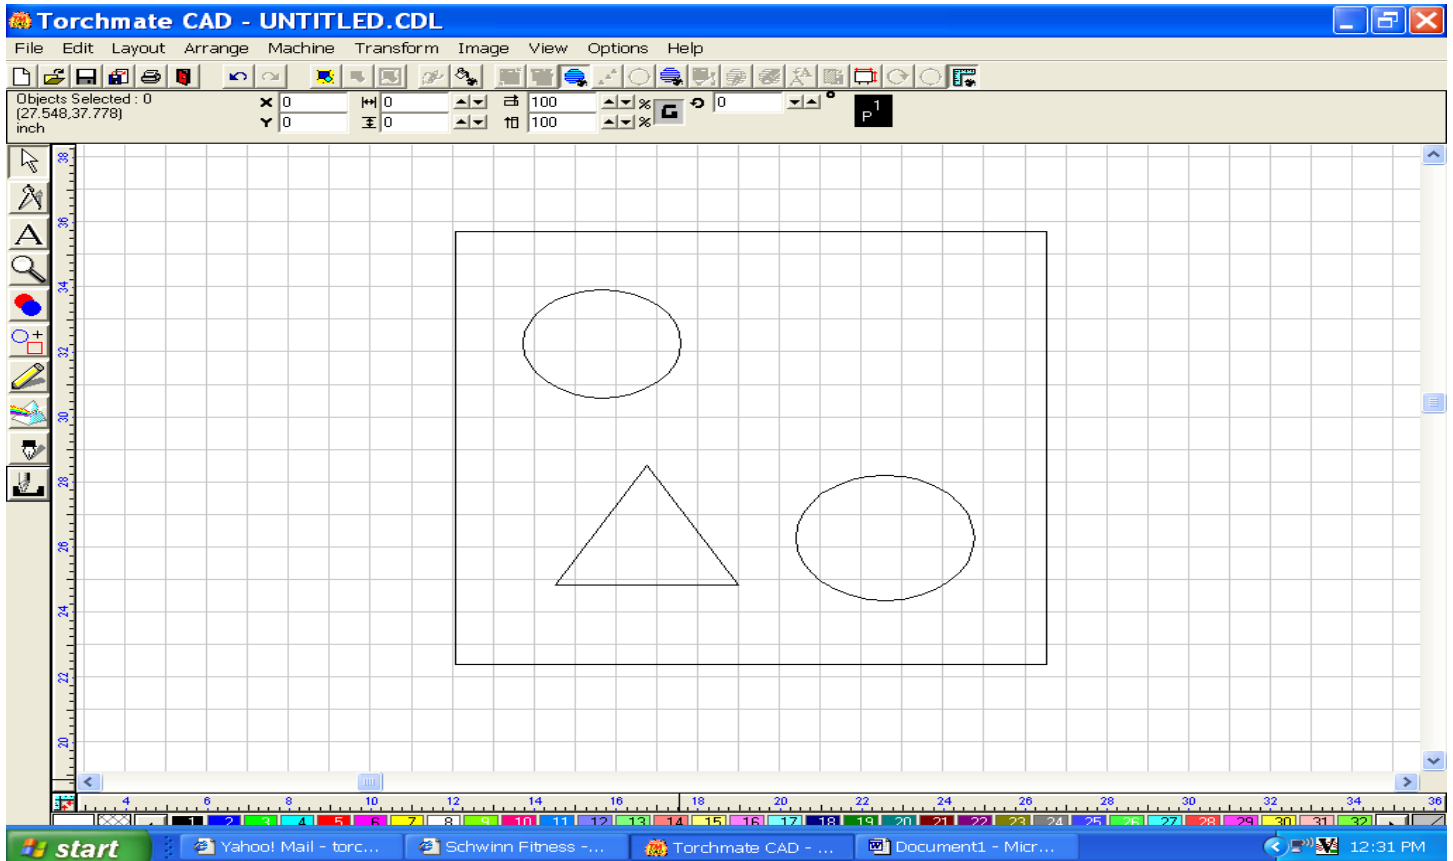 Torchmate CAD - UNTITLED.CDL
File Edit Layout Arrange Machine Transform Image View Options Help
Objects Selected : 0
(27.548,37.778)
inch
X 0 0 100 % 0 °
Y 0 0 100 %
P 1
A
38
36
34
32
30
28
26
24
22
20
4 6 8 10 12 14 16 18 20 22 24 26 28 30 32 34 36
1 2 3 4 5 6 7 8 9 10 11 12 13 14 15 16 17 18 19 20 21 22 23 24 25 26 27 28 29 30 31 32
start Yahoo! Mail - torc... Schwinn Fitness -... Torchmate CAD - ... Document1 - Micr... 12:31 PM